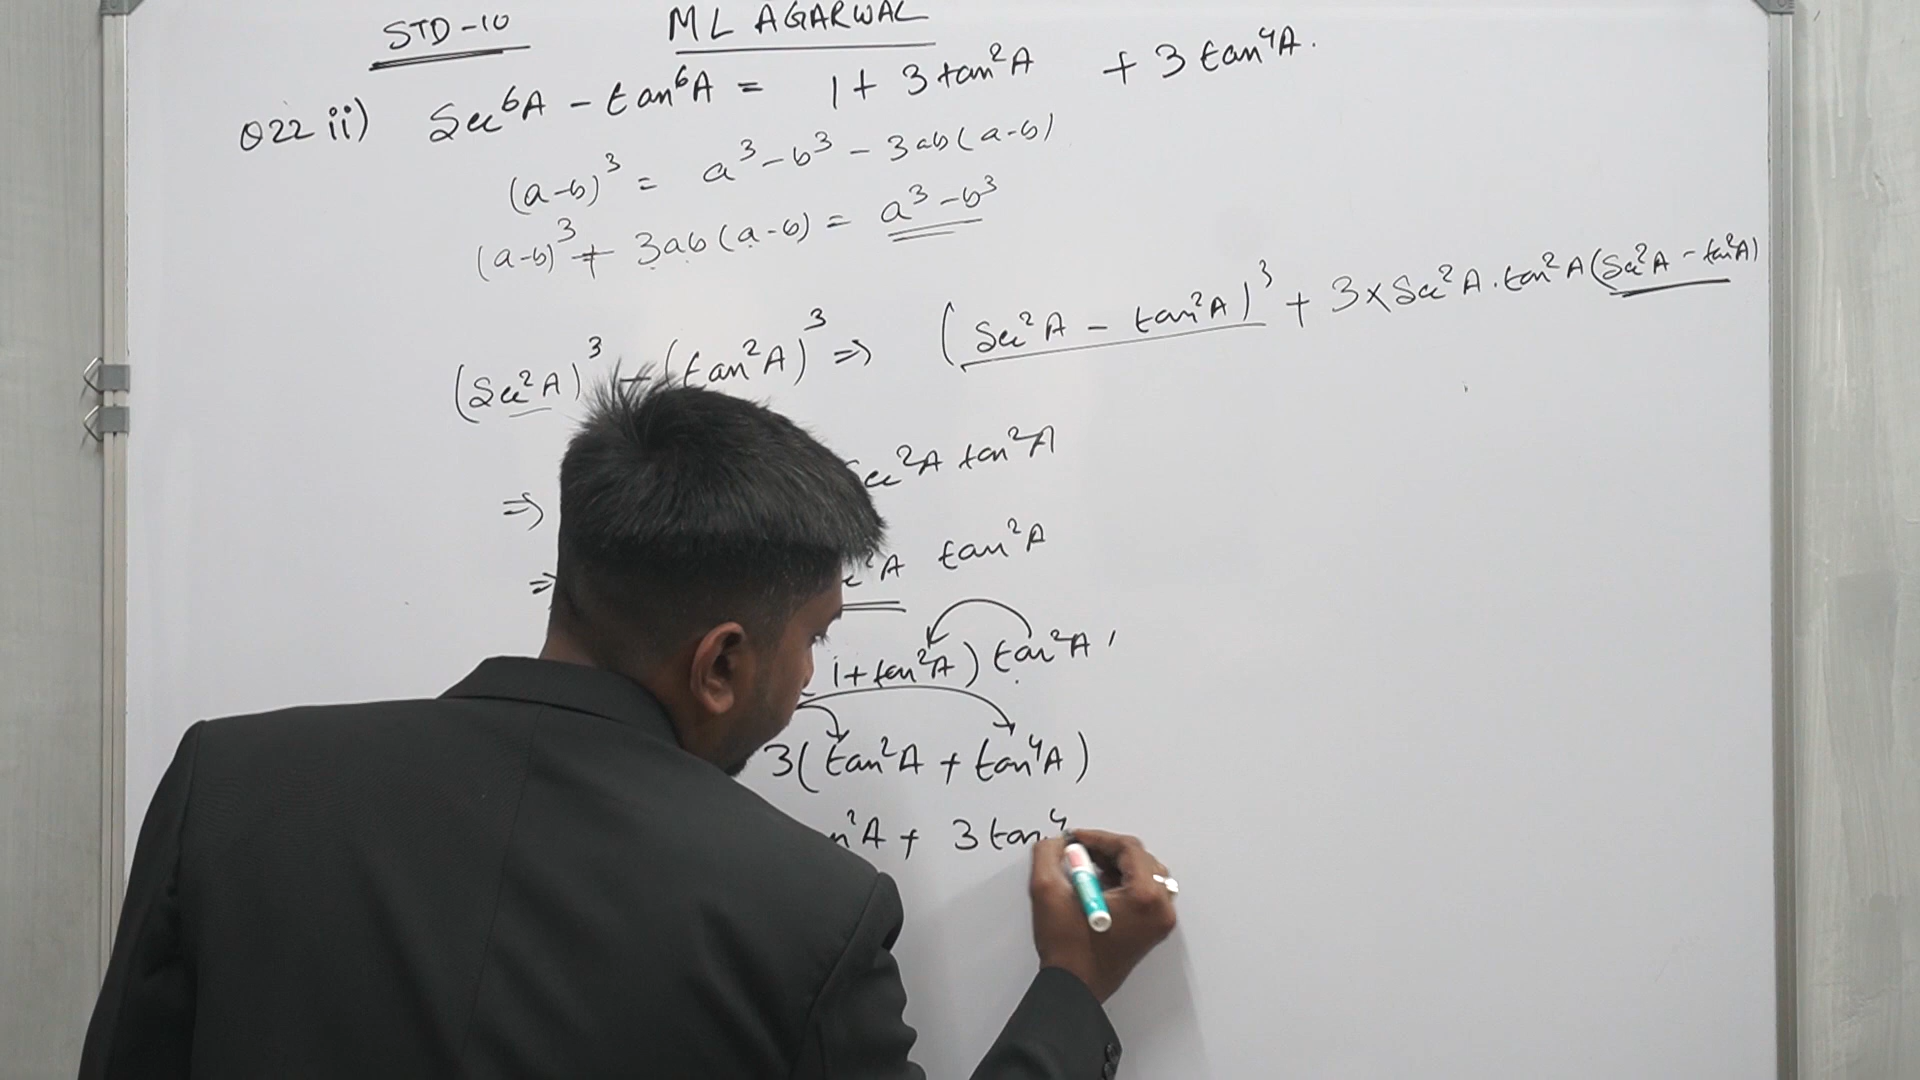 STD-10 ML AGARWAL
Q22 ii) Sec⁶A - tan⁶A = 1 + 3 tan²A + 3 tan⁴A.
(a-b)³ = a³ - b³ - 3ab(a-b)
(a-b)³ + 3ab(a-b) = a³ - b³
(Sec²A)³ - (tan²A)³ ⇒ (Sec²A - tan²A)³ + 3×Sec²A.tan²A(Sec²A - tan²A)
⇒ Sec²A tan²A
⇒ A tan²A
1+tan²A) tan²A
3(tan²A + tan⁴A)
A + 3 tan⁴